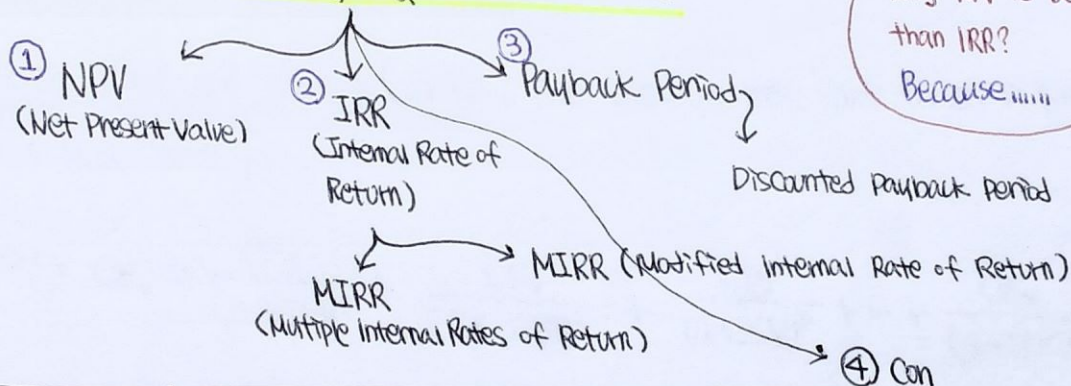 than IRR?
Because......
① NPV
(Net Present Value)
② IRR
(Internal Rate of
Return)
③ Payback Period
Discounted Payback Period
MIRR
(Multiple Internal Rates of Return)
MIRR (Modified Internal Rate of Return)
④ Con